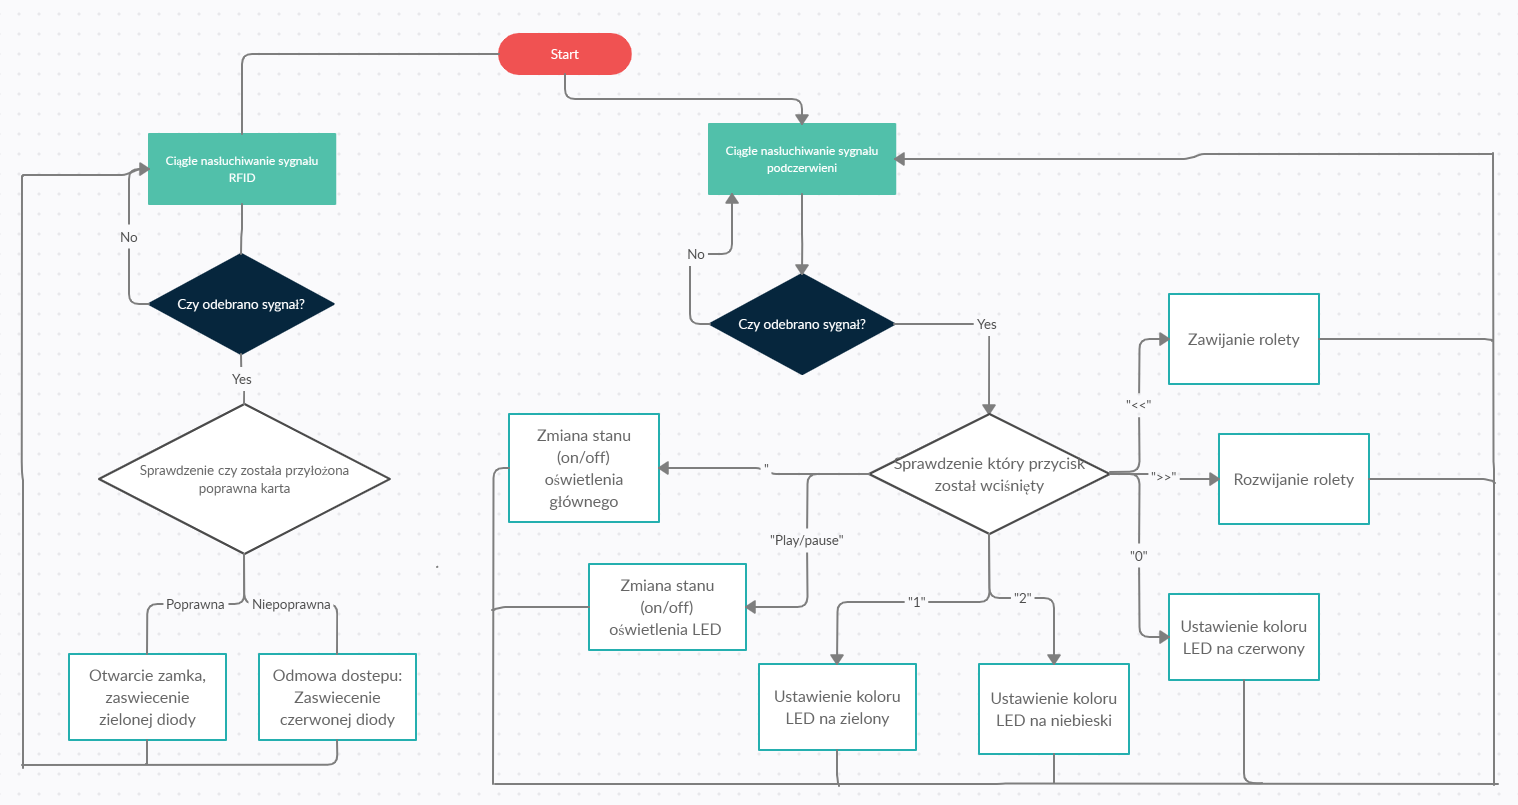 Start
Ciągłe nasłuchiwanie sygnału
RFID
No
Czy odebrano sygnał?
Yes
Sprawdzenie czy została przyłożona
poprawna karta
Poprawna
Niepoprawna
Otwarcie zamka,
zaswiecenie
zielonej diody
Odmowa dostepu:
Zaswiecenie
czerwonej diody
Ciągłe nasłuchiwanie sygnału
podczerwieni
No
Czy odebrano sygnał?
Yes
Sprawdzenie który przycisk
został wciśnięty
"
Zmiana stanu
(on/off)
oświetlenia
głównego
"Play/pause"
Zmiana stanu
(on/off)
oświetlenia LED
"1"
Ustawienie koloru
LED na zielony
"2"
Ustawienie koloru
LED na niebieski
"<<"
Zawijanie rolety
">>"
Rozwijanie rolety
"0"
Ustawienie koloru
LED na czerwony